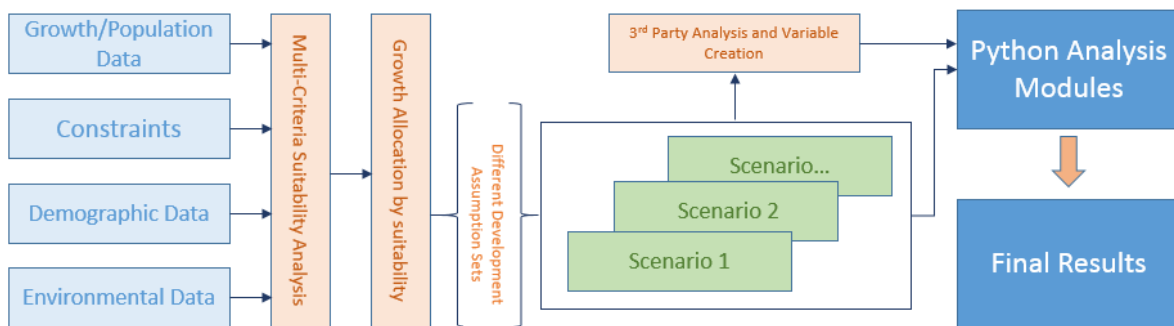 Growth/Population
Data
Constraints
Demographic Data
Environmental Data
Multi-Criteria Suitability Analysis
Growth Allocation by suitability
Different Development
Assumption Sets
3rd Party Analysis and Variable
Creation
Scenario...
Scenario 2
Scenario 1
Python Analysis
Modules
Final Results